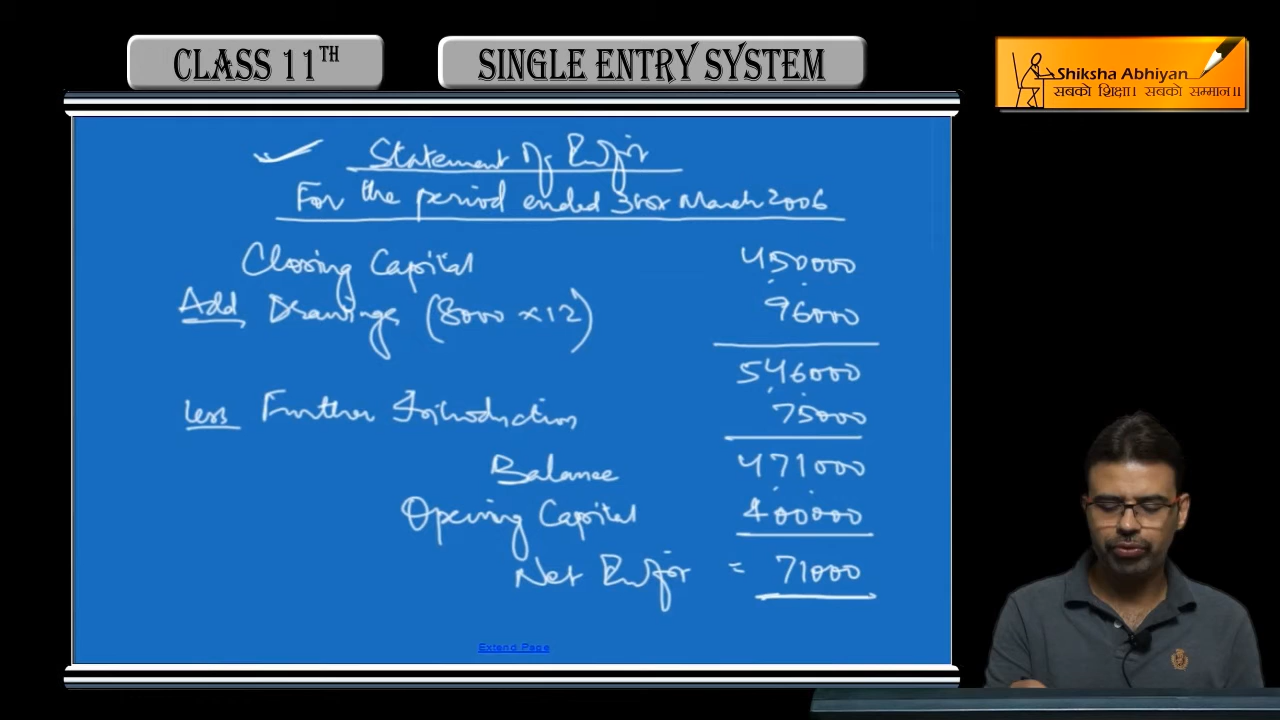 CLASS 11TH
SINGLE ENTRY SYSTEM
Shiksha Abhiyan
सबको शिक्षा। सबको सम्मान॥
Statement of Profit
For the period ended 31st March 2006
Closing Capital 450000
Add Drawings (8000 × 12) 96000
546000
Less Further Introduction 75000
Balance 471000
Opening Capital 400000
Net Profit = 71000
Extend Page